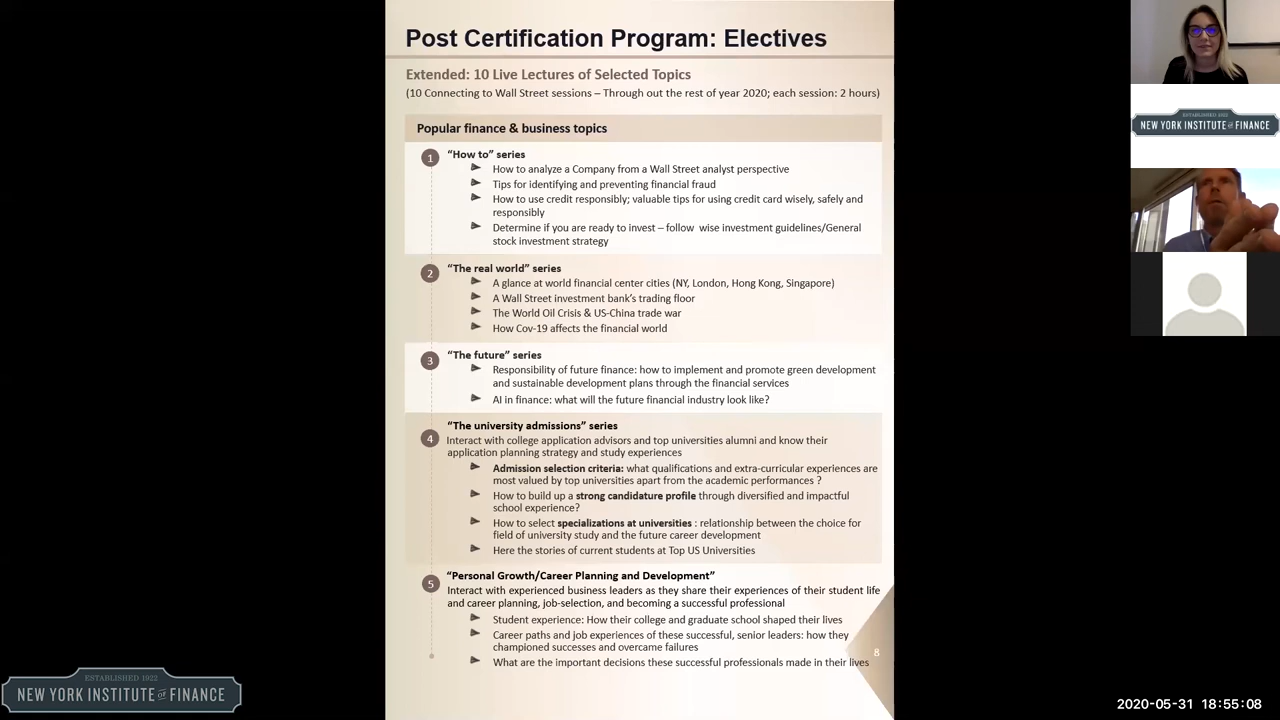 Post Certification Program: Electives
Extended: 10 Live Lectures of Selected Topics
(10 Connecting to Wall Street sessions – Through out the rest of year 2020; each session: 2 hours)
Popular finance & business topics
1
“How to” series
How to analyze a Company from a Wall Street analyst perspective
Tips for identifying and preventing financial fraud
How to use credit responsibly; valuable tips for using credit card wisely, safely and
responsibly
Determine if you are ready to invest – follow wise investment guidelines/General
stock investment strategy
2
“The real world” series
A glance at world financial center cities (NY, London, Hong Kong, Singapore)
A Wall Street investment bank’s trading floor
The World Oil Crisis & US-China trade war
How Cov-19 affects the financial world
3
“The future” series
Responsibility of future finance: how to implement and promote green development
and sustainable development plans through the financial services
AI in finance: what will the future financial industry look like?
4
“The university admissions” series
Interact with college application advisors and top universities alumni and know their
application planning strategy and study experiences
Admission selection criteria: what qualifications and extra-curricular experiences are
most valued by top universities apart from the academic performances ?
How to build up a strong candidature profile through diversified and impactful
school experience?
How to select specializations at universities : relationship between the choice for
field of university study and the future career development
Here the stories of current students at Top US Universities
5
“Personal Growth/Career Planning and Development”
Interact with experienced business leaders as they share their experiences of their student life
and career planning, job-selection, and becoming a successful professional
Student experience: How their college and graduate school shaped their lives
Career paths and job experiences of these successful, senior leaders: how they
championed successes and overcame failures
What are the important decisions these successful professionals made in their lives
8
ESTABLISHED 1922
NEW YORK INSTITUTE of FINANCE
ESTABLISHED 1922
NEW YORK INSTITUTE of FINANCE
2020-05-31 18:55:08